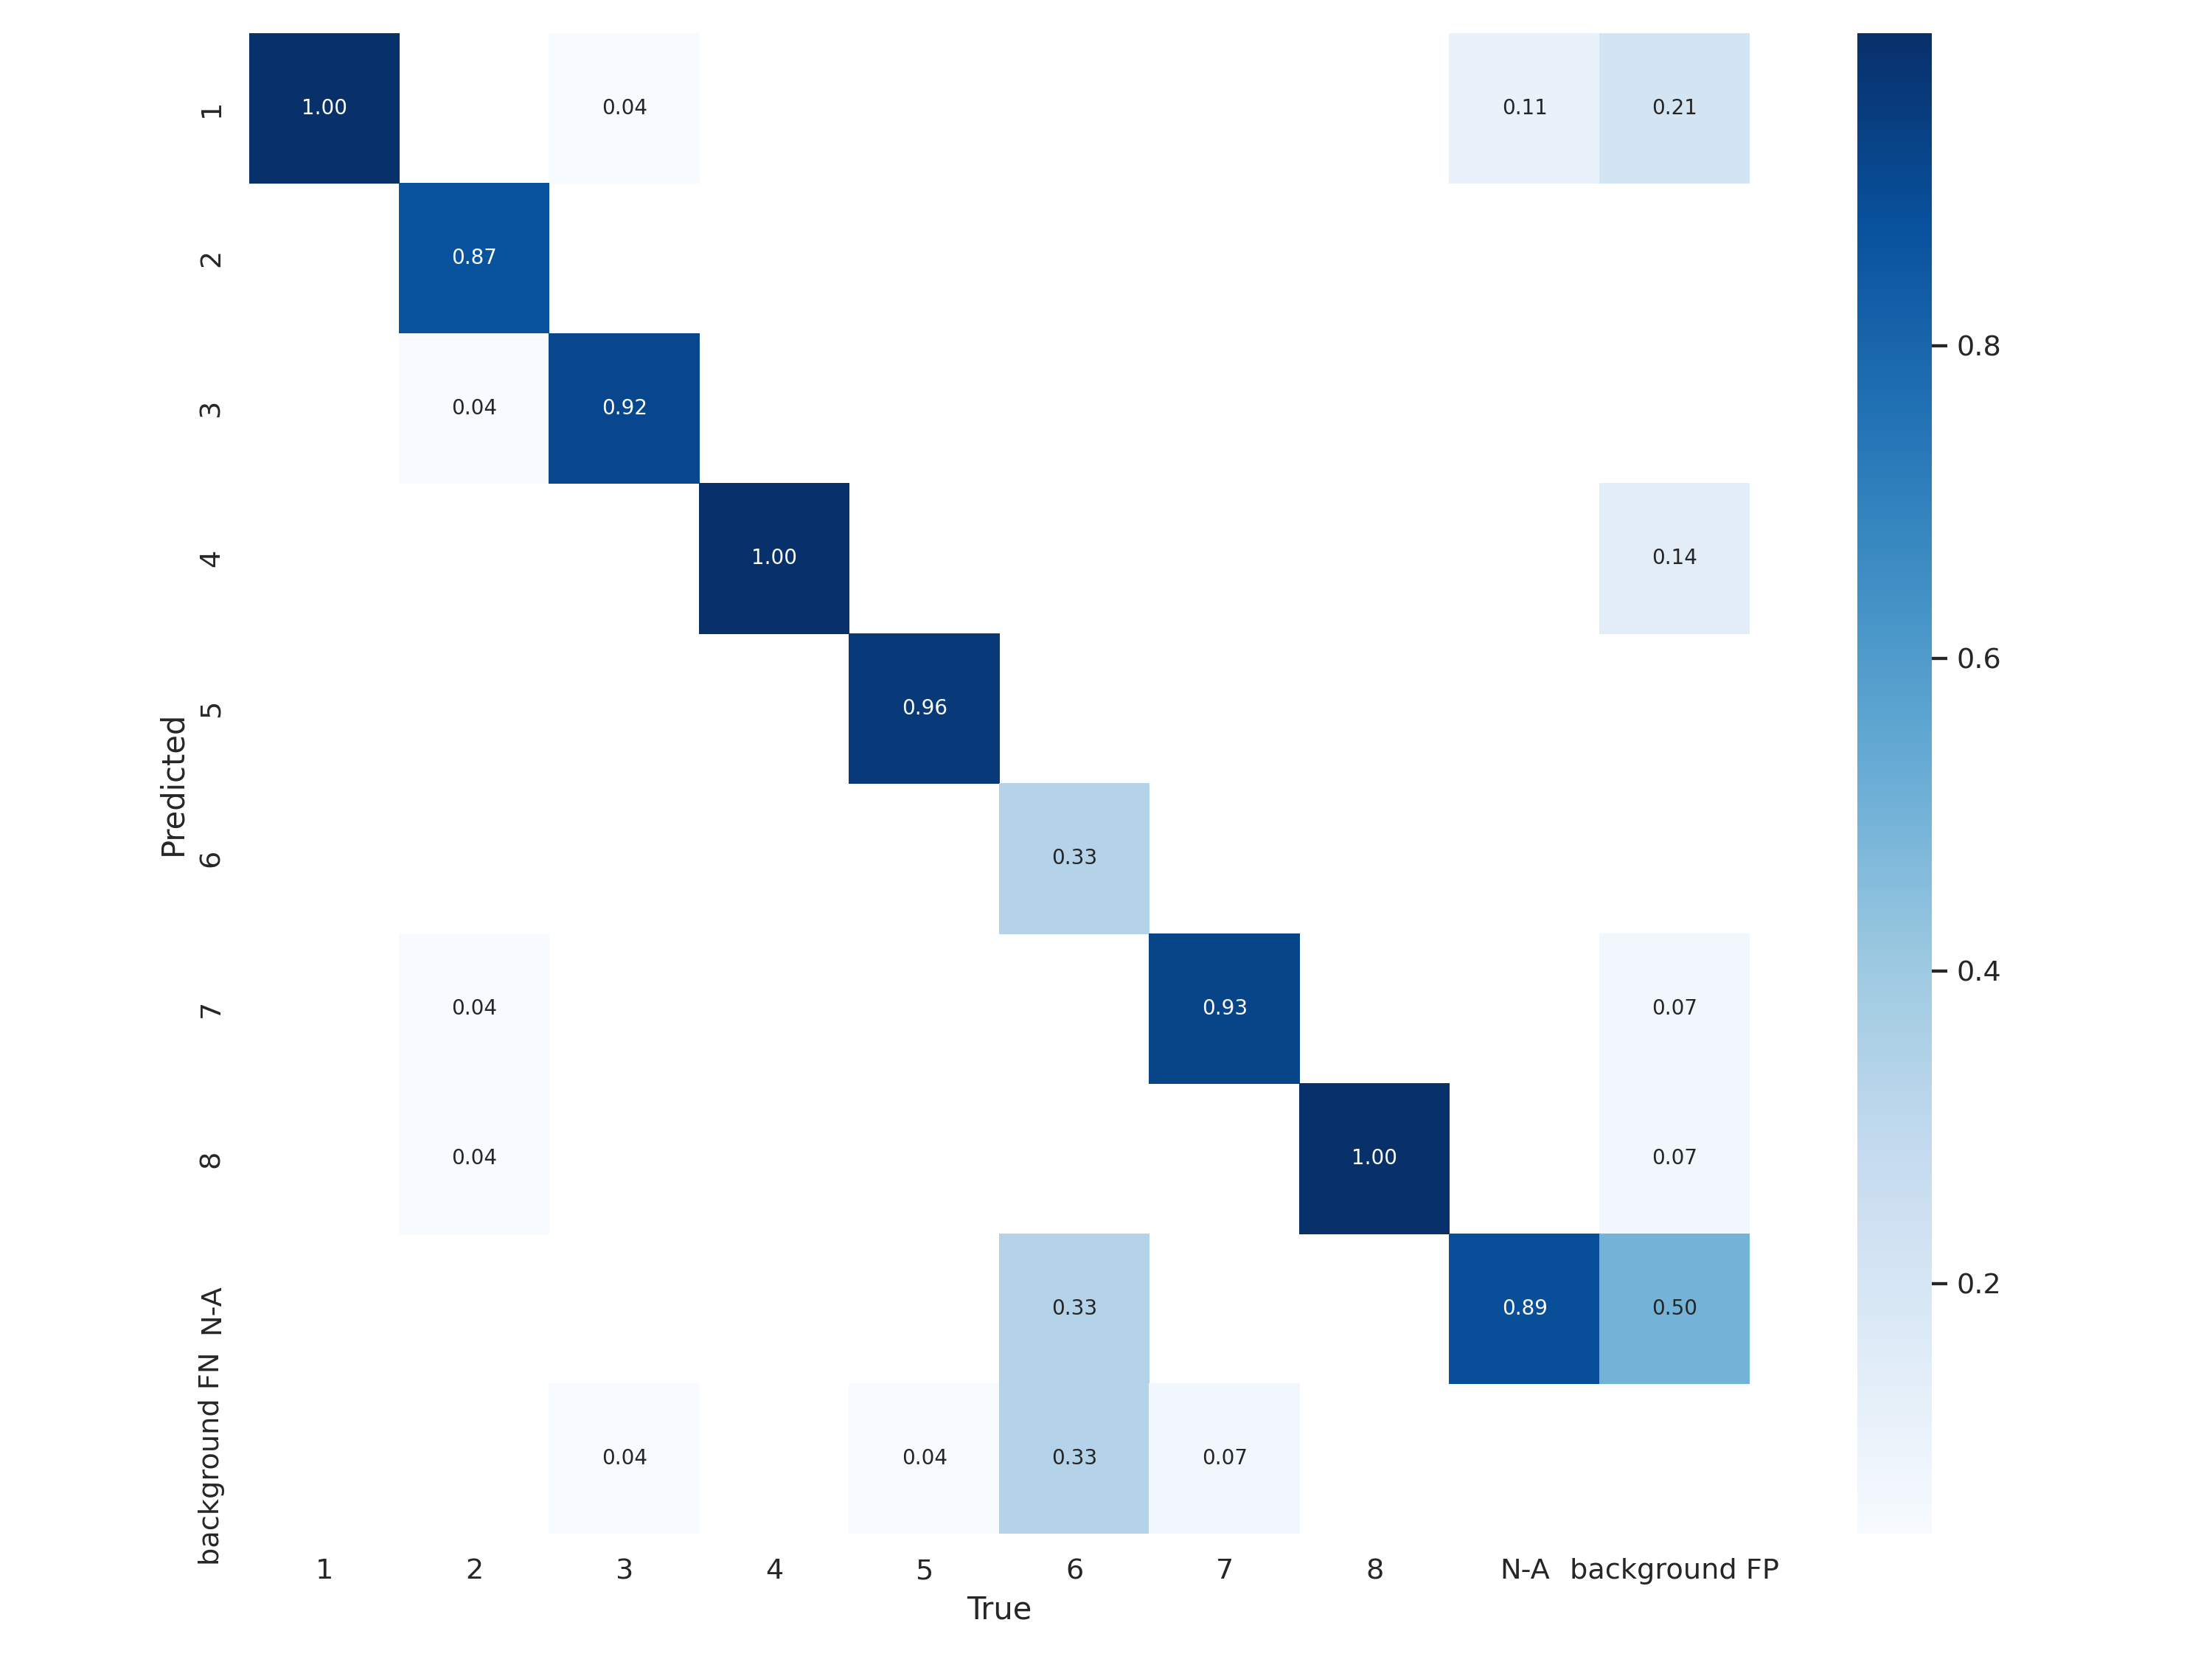 1 1.00 0.04 0.11 0.21
2 0.87 0.8
3 0.04 0.92
4 1.00 0.14
0.6
5 0.96
Predicted
6 0.33
0.4
7 0.04 0.93 0.07
8 0.04 1.00 0.07
0.2
N-A 0.33 0.89 0.50
background FN 0.04 0.04 0.33 0.07
1 2 3 4 5 6 7 8 N-A background FP
True